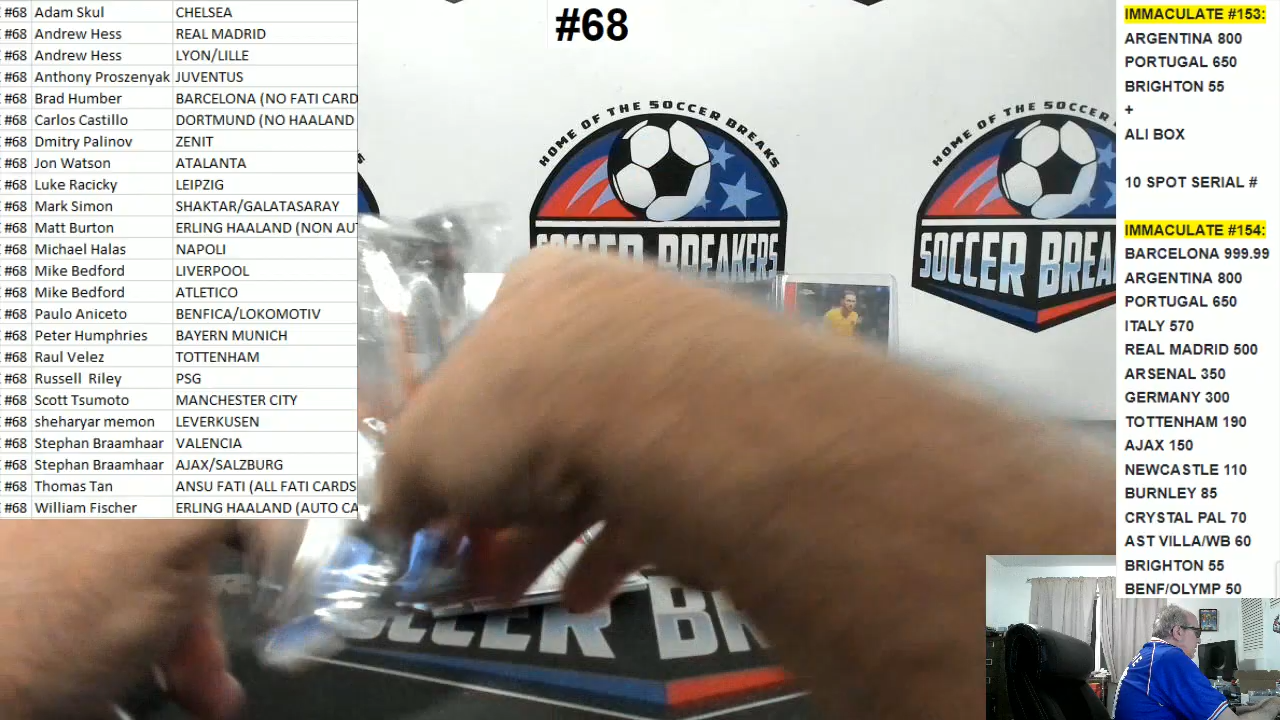 #68 Adam Skul CHELSEA
#68 Andrew Hess REAL MADRID
#68 Andrew Hess LYON/LILLE
#68 Anthony Proszenyak JUVENTUS
#68 Brad Humber BARCELONA (NO FATI CARD
#68 Carlos Castillo DORTMUND (NO HAALAND
#68 Dmitry Palinov ZENIT
#68 Jon Watson ATALANTA
#68 Luke Racicky LEIPZIG
#68 Mark Simon SHAKTAR/GALATASARAY
#68 Matt Burton ERLING HAALAND (NON AU
#68 Michael Halas NAPOLI
#68 Mike Bedford LIVERPOOL
#68 Mike Bedford ATLETICO
#68 Paulo Aniceto BENFICA/LOKOMOTIV
#68 Peter Humphries BAYERN MUNICH
#68 Raul Velez TOTTENHAM
#68 Russell Riley PSG
#68 Scott Tsumoto MANCHESTER CITY
#68 sheharyar memon LEVERKUSEN
#68 Stephan Braamhaar VALENCIA
#68 Stephan Braamhaar AJAX/SALZBURG
#68 Thomas Tan ANSU FATI (ALL FATI CARDS
#68 William Fischer ERLING HAALAND (AUTO CA
#68
HOME OF THE SOCCER BREAKS
SOCCER BREAKERS
HOME OF THE SOCCER
SOCCER BREA
SOCCER BR
IMMACULATE #153:
ARGENTINA 800
PORTUGAL 650
BRIGHTON 55
+
ALI BOX
10 SPOT SERIAL #
IMMACULATE #154:
BARCELONA 999.99
ARGENTINA 800
PORTUGAL 650
ITALY 570
REAL MADRID 500
ARSENAL 350
GERMANY 300
TOTTENHAM 190
AJAX 150
NEWCASTLE 110
BURNLEY 85
CRYSTAL PAL 70
AST VILLA/WB 60
BRIGHTON 55
BENF/OLYMP 50